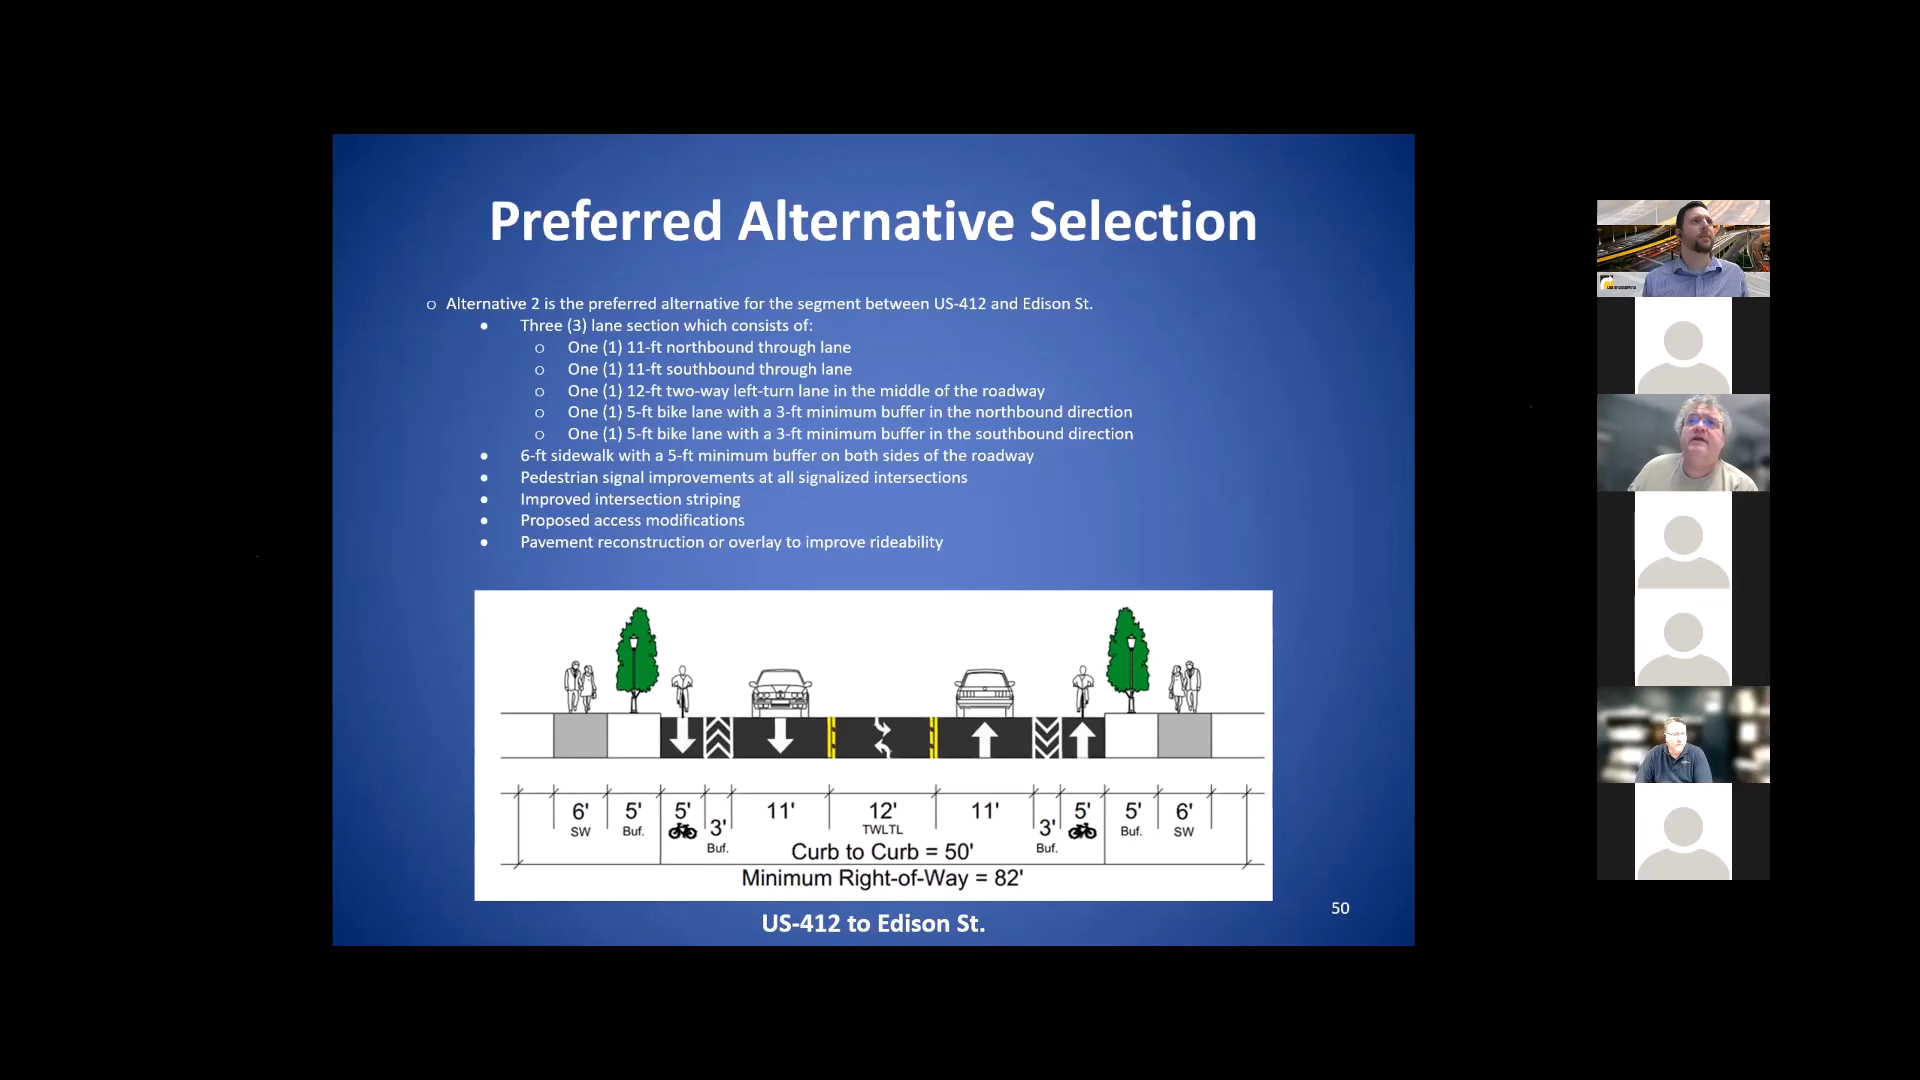 Preferred Alternative Selection
o Alternative 2 is the preferred alternative for the segment between US-412 and Edison St.
• Three (3) lane section which consists of:
o One (1) 11-ft northbound through lane
o One (1) 11-ft southbound through lane
o One (1) 12-ft two-way left-turn lane in the middle of the roadway
o One (1) 5-ft bike lane with a 3-ft minimum buffer in the northbound direction
o One (1) 5-ft bike lane with a 3-ft minimum buffer in the southbound direction
• 6-ft sidewalk with a 5-ft minimum buffer on both sides of the roadway
• Pedestrian signal improvements at all signalized intersections
• Improved intersection striping
• Proposed access modifications
• Pavement reconstruction or overlay to improve rideability
6' 5' 5' 11' 12' 11' 5' 5' 6'
SW Buf. 3' TWLTL 3' Buf. SW
Buf. Curb to Curb = 50' Buf.
Minimum Right-of-Way = 82'
US-412 to Edison St.
50